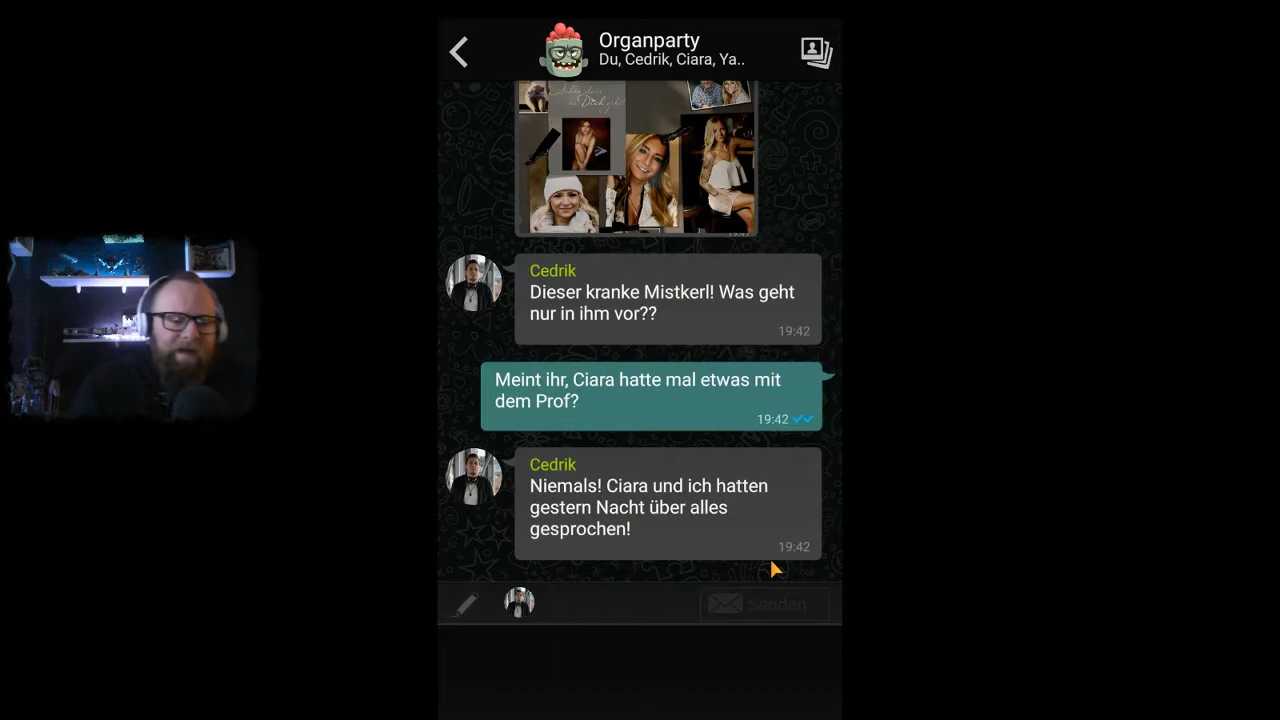 Organparty
Du, Cedrik, Ciara, Ya..
Cedrik
Dieser kranke Mistkerl! Was geht
nur in ihm vor??
19:42
Meint ihr, Ciara hatte mal etwas mit
dem Prof?
19:42
Cedrik
Niemals! Ciara und ich hatten
gestern Nacht über alles
gesprochen!
19:42
Senden